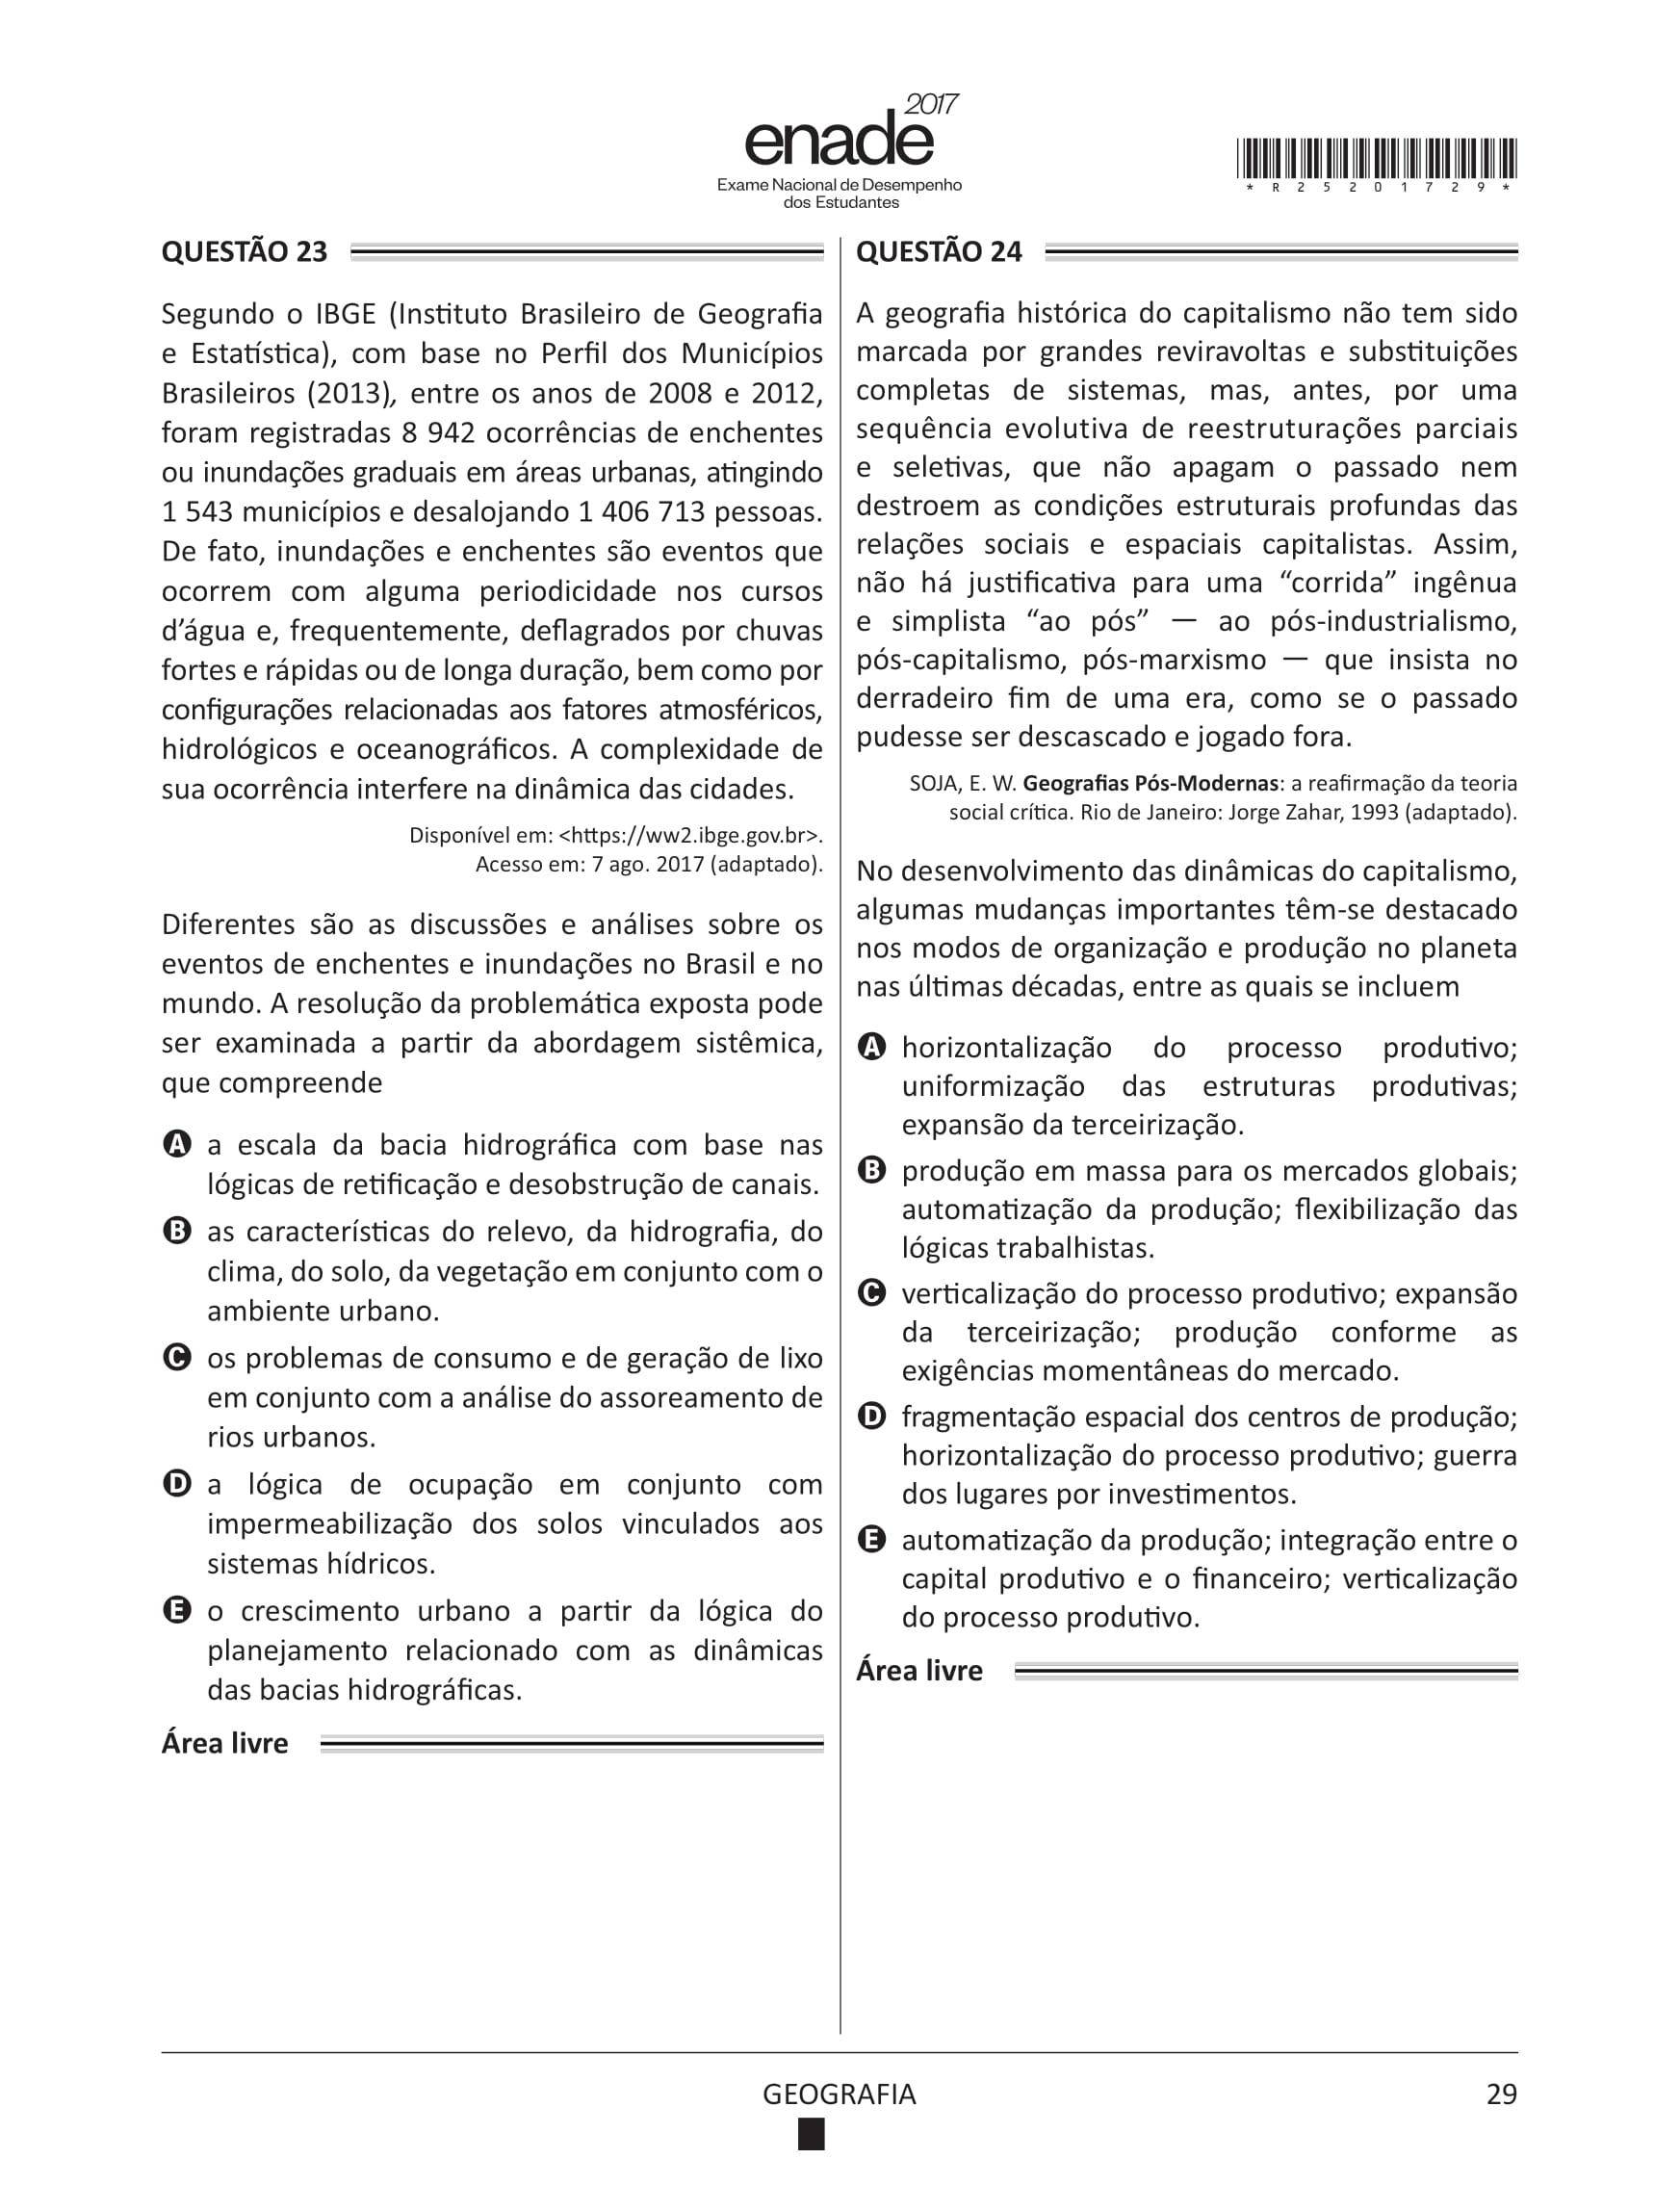 2017
enade
Exame Nacional de Desempenho
dos Estudantes
* R 2 5 2 0 1 7 2 9 *
QUESTÃO 23
Segundo o IBGE (Instituto Brasileiro de Geografia
e Estatística), com base no Perfil dos Municípios
Brasileiros (2013), entre os anos de 2008 e 2012,
foram registradas 8 942 ocorrências de enchentes
ou inundações graduais em áreas urbanas, atingindo
1 543 municípios e desalojando 1 406 713 pessoas.
De fato, inundações e enchentes são eventos que
ocorrem com alguma periodicidade nos cursos
d’água e, frequentemente, deflagrados por chuvas
fortes e rápidas ou de longa duração, bem como por
configurações relacionadas aos fatores atmosféricos,
hidrológicos e oceanográficos. A complexidade de
sua ocorrência interfere na dinâmica das cidades.
Disponível em: <https://ww2.ibge.gov.br>.
Acesso em: 7 ago. 2017 (adaptado).
Diferentes são as discussões e análises sobre os
eventos de enchentes e inundações no Brasil e no
mundo. A resolução da problemática exposta pode
ser examinada a partir da abordagem sistêmica,
que compreende
A a escala da bacia hidrográfica com base nas
lógicas de retificação e desobstrução de canais.
B as características do relevo, da hidrografia, do
clima, do solo, da vegetação em conjunto com o
ambiente urbano.
C os problemas de consumo e de geração de lixo
em conjunto com a análise do assoreamento de
rios urbanos.
D a lógica de ocupação em conjunto com
impermeabilização dos solos vinculados aos
sistemas hídricos.
E o crescimento urbano a partir da lógica do
planejamento relacionado com as dinâmicas
das bacias hidrográficas.
Área livre
QUESTÃO 24
A geografia histórica do capitalismo não tem sido
marcada por grandes reviravoltas e substituições
completas de sistemas, mas, antes, por uma
sequência evolutiva de reestruturações parciais
e seletivas, que não apagam o passado nem
destroem as condições estruturais profundas das
relações sociais e espaciais capitalistas. Assim,
não há justificativa para uma “corrida” ingênua
e simplista “ao pós” — ao pós-industrialismo,
pós-capitalismo, pós-marxismo — que insista no
derradeiro fim de uma era, como se o passado
pudesse ser descascado e jogado fora.
SOJA, E. W. Geografias Pós-Modernas: a reafirmação da teoria
social crítica. Rio de Janeiro: Jorge Zahar, 1993 (adaptado).
No desenvolvimento das dinâmicas do capitalismo,
algumas mudanças importantes têm-se destacado
nos modos de organização e produção no planeta
nas últimas décadas, entre as quais se incluem
A horizontalização do processo produtivo;
uniformização das estruturas produtivas;
expansão da terceirização.
B produção em massa para os mercados globais;
automatização da produção; flexibilização das
lógicas trabalhistas.
C verticalização do processo produtivo; expansão
da terceirização; produção conforme as
exigências momentâneas do mercado.
D fragmentação espacial dos centros de produção;
horizontalização do processo produtivo; guerra
dos lugares por investimentos.
E automatização da produção; integração entre o
capital produtivo e o financeiro; verticalização
do processo produtivo.
Área livre
GEOGRAFIA
29